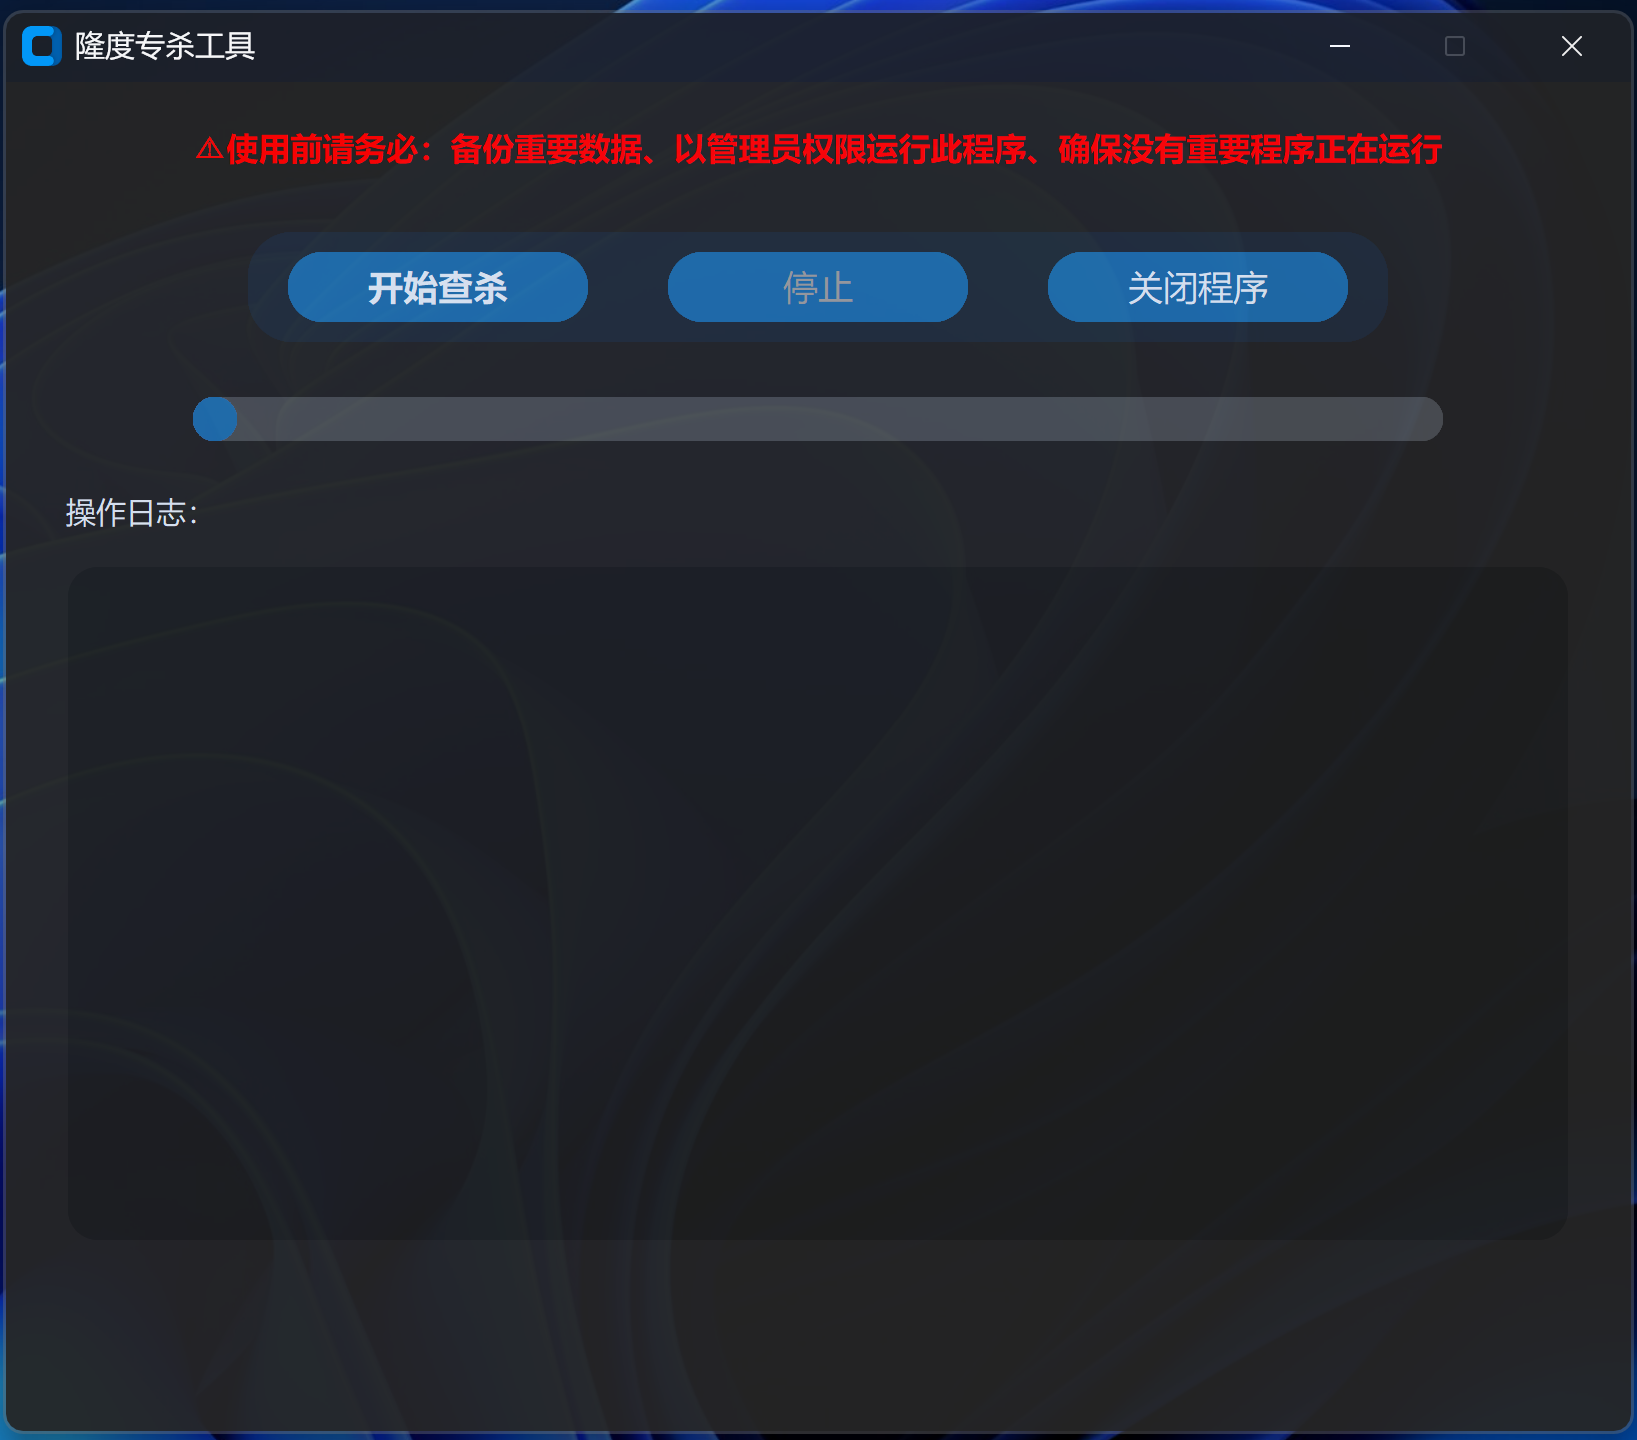 隆度专杀工具
⚠使用前请务必：备份重要数据、以管理员权限运行此程序、确保没有重要程序正在运行
开始查杀 停止 关闭程序
操作日志：